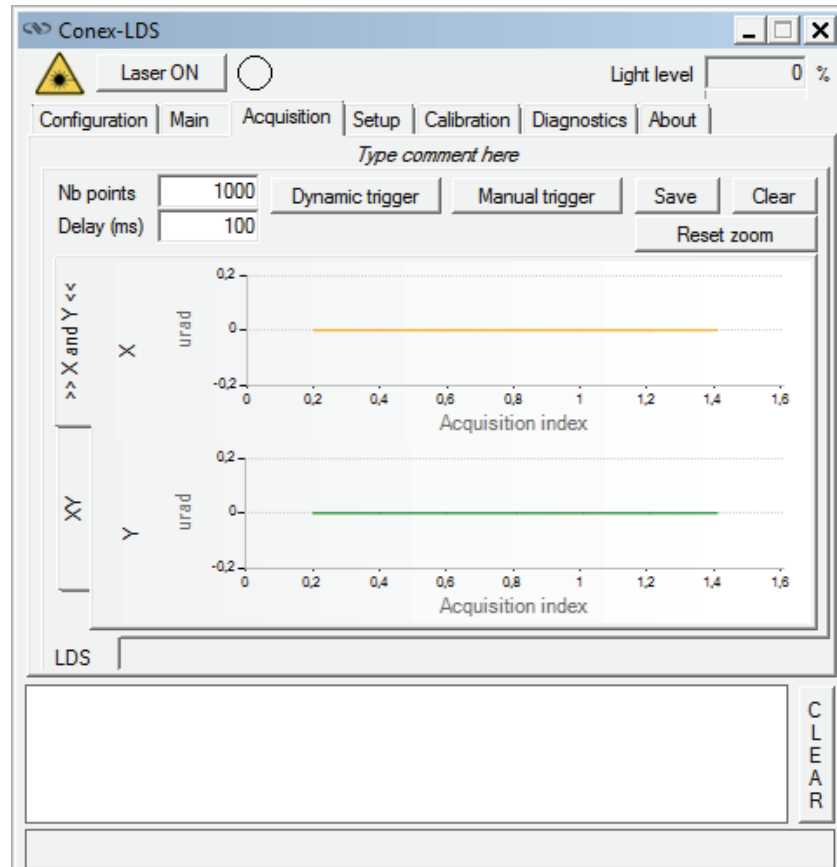 Conex-LDS
Laser ON Light level 0 %
Configuration Main Acquisition Setup Calibration Diagnostics About
Type comment here
Nb points 1000 Dynamic trigger Manual trigger Save Clear
Delay (ms) 100 Reset zoom
>> X and Y <<
XY
X
urad
0,2
0
-0,2
0 0,2 0,4 0,6 0,8 1 1,2 1,4 1,6
Acquisition index
Y
urad
0,2
0
-0,2
0 0,2 0,4 0,6 0,8 1 1,2 1,4 1,6
Acquisition index
LDS
CLEAR